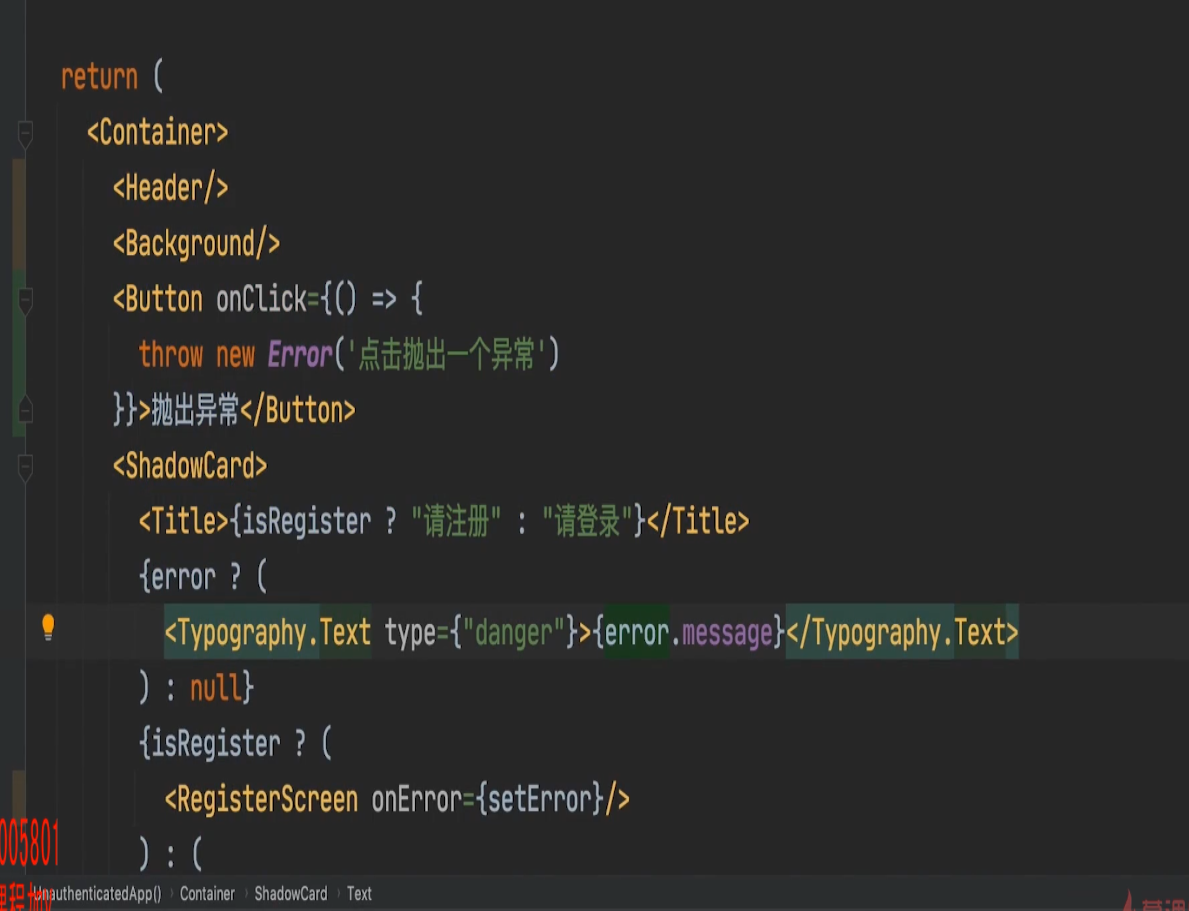 return (
<Container>
<Header/>
<Background/>
<Button onClick={() => {
throw new Error('点击抛出一个异常')
}}>抛出异常</Button>
<ShadowCard>
<Title>{isRegister ? "请注册" : "请登录"}</Title>
{error ? (
<Typography.Text type={"danger"}>{error.message}</Typography.Text>
) : null}
{isRegister ? (
<RegisterScreen onError={setError}/>
) : (
005801
UnauthenticatedApp() › Container › ShadowCard › Text